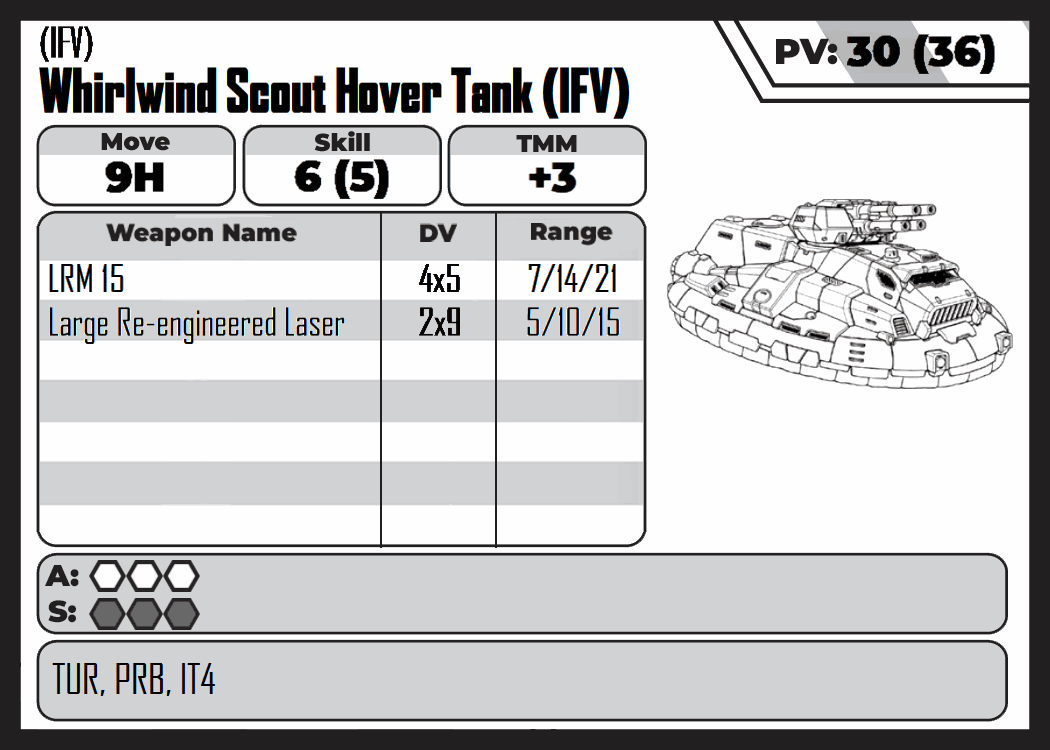 (IFV)
PV: 30 (36)
Whirlwind Scout Hover Tank (IFV)
Move Skill TMM
9H 6 (5) +3
Weapon Name DV Range
LRM 15 4x5 7/14/21
Large Re-engineered Laser 2x9 5/10/15
A:
S:
TUR, PRB, IT4